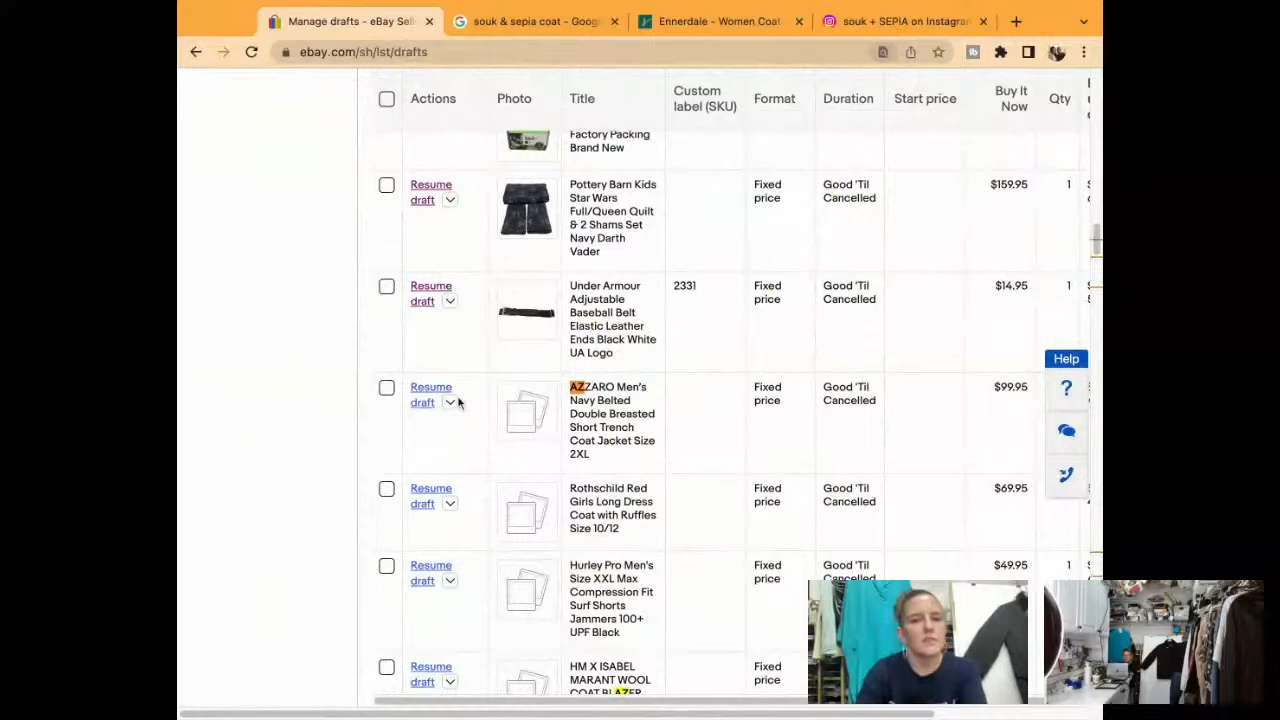 Manage drafts - eBay Sell
souk & sepia coat - Googl
Ennerdale - Women Coat
souk + SEPIA on Instagram
ebay.com/sh/lst/drafts
Actions
Photo
Title
Custom
label (SKU)
Format
Duration
Start price
Buy It
Now
Qty
Factory Packing
Brand New
Resume
draft
Pottery Barn Kids
Star Wars
Full/Queen Quilt
& 2 Shams Set
Navy Darth
Vader
Fixed
price
Good 'Til
Cancelled
$159.95
1
Resume
draft
Under Armour
Adjustable
Baseball Belt
Elastic Leather
Ends Black White
UA Logo
2331
Fixed
price
Good 'Til
Cancelled
$14.95
1
Help
?
Resume
draft
AZZARO Men's
Navy Belted
Double Breasted
Short Trench
Coat Jacket Size
2XL
Fixed
price
Good 'Til
Cancelled
$99.95
Resume
draft
Rothschild Red
Girls Long Dress
Coat with Ruffles
Size 10/12
Fixed
price
Good 'Til
Cancelled
$69.95
Resume
draft
Hurley Pro Men's
Size XXL Max
Compression Fit
Surf Shorts
Jammers 100+
UPF Black
Fixed
price
Good 'Til
Cancelled
$49.95
1
Resume
draft
HM X ISABEL
MARANT WOOL
COAT BLAZER
Fixed
price